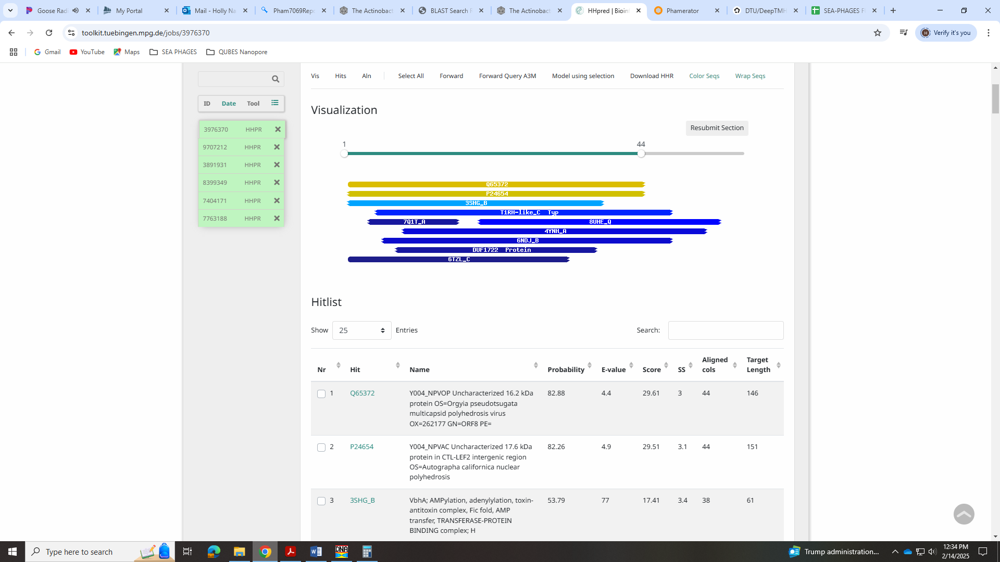 Goose Radi
My Portal
Mail - Holly Na
Pham7069Repo
The Actinobact
BLAST Search R
The Actinobact
HHpred | Bioinf
Phamerator
DTU/DeepTMH
SEA-PHAGES F
toolkit.tuebingen.mpg.de/jobs/3976370
Verify it's you
Gmail
YouTube
Maps
SEA PHAGES
QUBES Nanopore
Vis Hits Aln Select All Forward Forward Query A3M Model using selection Download HHR Color Seqs Wrap Seqs
ID Date Tool
3976370 HHPR
9707212 HHPR
3891931 HHPR
8399349 HHPR
7404171 HHPR
7763188 HHPR
Visualization
Resubmit Section
1 44
Q65372
P24654
3SHG_B
T1RH-like_C Typ
7Q1T_A 8UHE_Q
4YNH_A
6NDJ_B
DUF1722 Protein
6TZL_C
Hitlist
Show 25 Entries Search:
Nr Hit Name Probability E-value Score SS Aligned cols Target Length
1 Q65372 Y004_NPVOP Uncharacterized 16.2 kDa 82.88 4.4 29.61 3 44 146
protein OS=Orgyia pseudotsugata
multicapsid polyhedrosis virus
OX=262177 GN=ORF8 PE=
2 P24654 Y004_NPVAC Uncharacterized 17.6 kDa 82.26 4.9 29.51 3.1 44 151
protein in CTL-LEF2 intergenic region
OS=Autographa californica nuclear
polyhedrosis
3 3SHG_B VbhA; AMPylation, adenylylation, toxin- 53.79 77 17.41 3.4 38 61
antitoxin complex, Fic fold, AMP
transfer, TRANSFERASE-PROTEIN
BINDING complex; H
Type here to search
DNA
Trump administration...
12:34 PM
2/14/2025